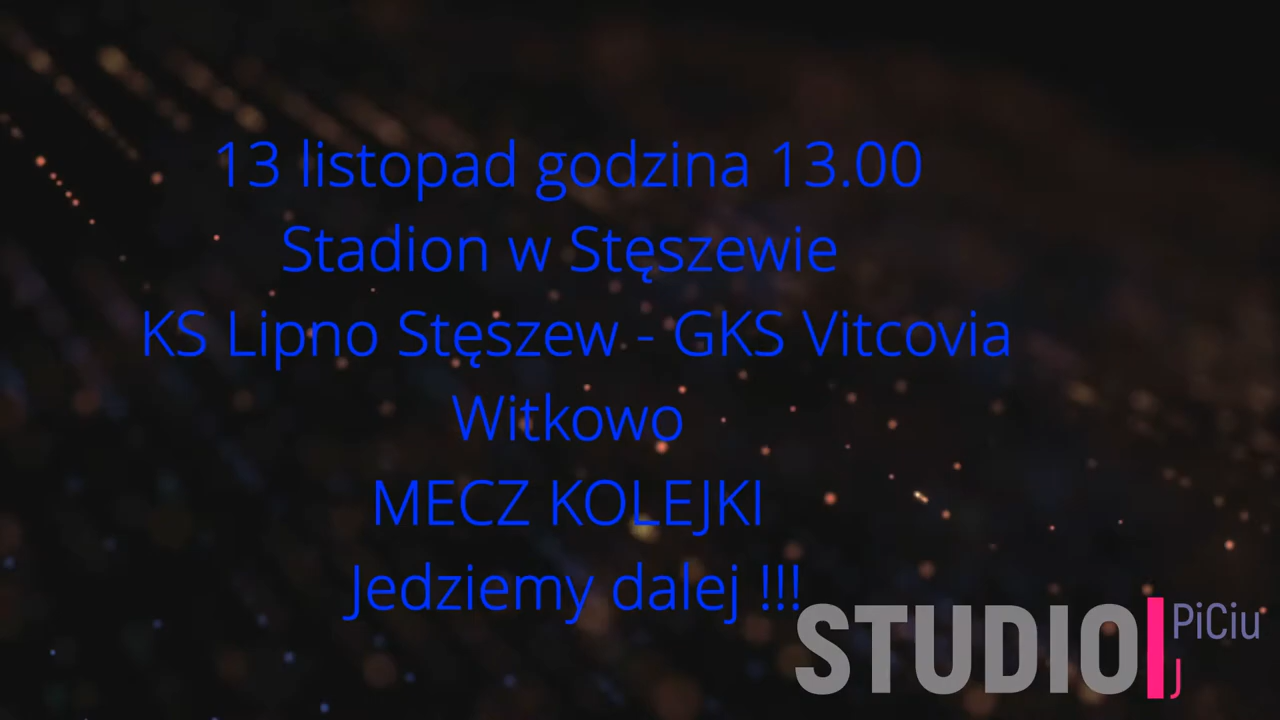 13 listopad godzina 13.00
Stadion w Stęszewie
KS Lipno Stęszew - GKS Vitcovia
Witkowo
MECZ KOLEJKI
Jedziemy dalej !!!
STUDIO PiCiu
J